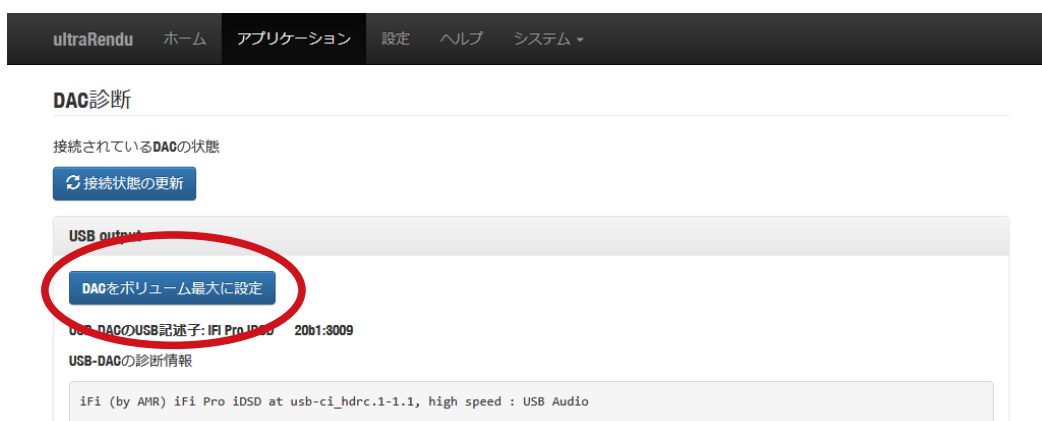 ultraRendu ホーム アプリケーション 設定 ヘルプ システム
DAC診断
接続されているDACの状態
接続状態の更新
USB output
DACをボリューム最大に設定
USB-DACのUSB記述子: iFi Pro iDSD 20b1:3009
USB-DACの診断情報
iFi (by AMR) iFi Pro iDSD at usb-ci_hdrc.1-1.1, high speed : USB Audio